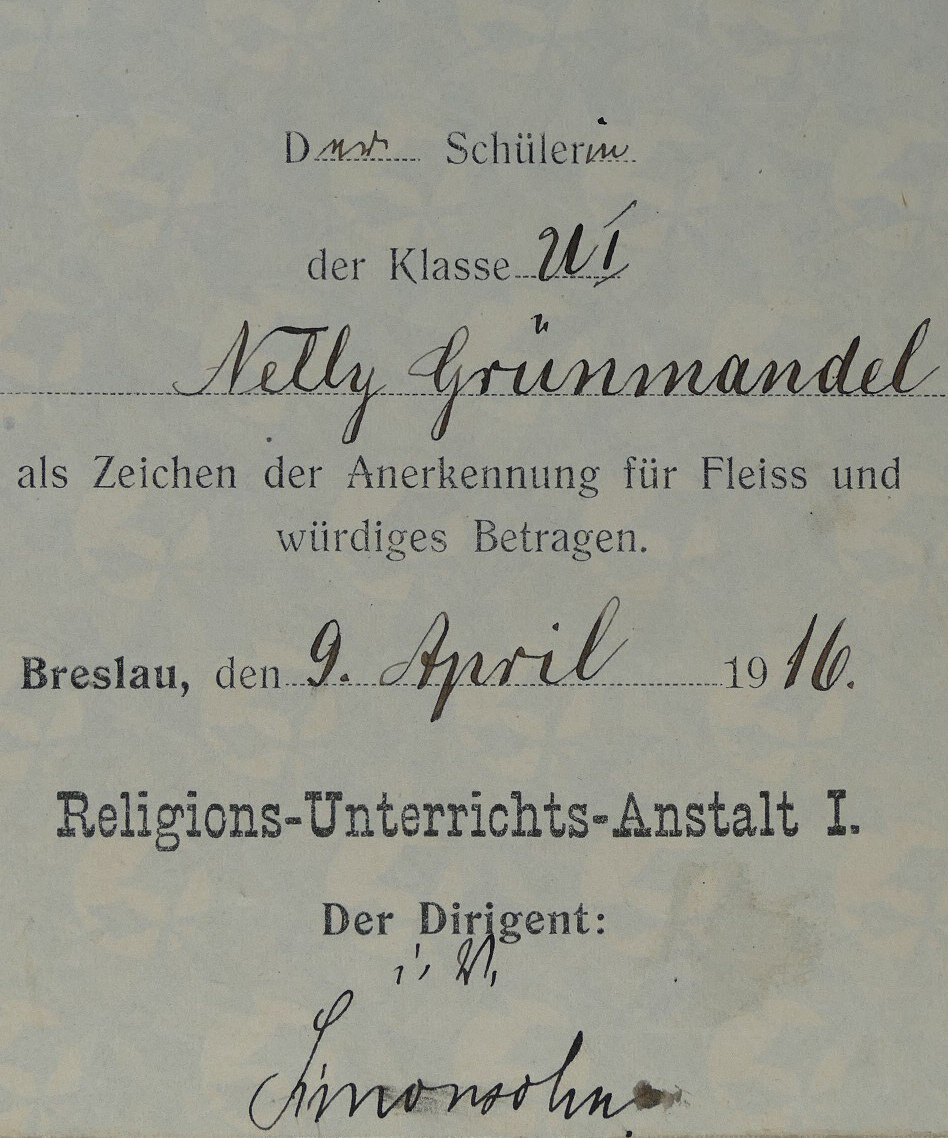 Der Schülerin
der Klasse UI
Nelly Grünmandel
als Zeichen der Anerkennung für Fleiss und
würdiges Betragen.
Breslau, den 9. April 1916.
Religions-Unterrichts-Anstalt I.
Der Dirigent:
i. V.
Simonsohn.